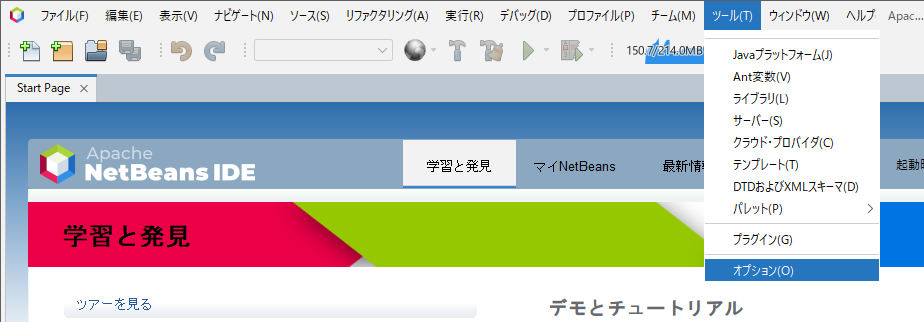 ファイル(F) 編集(E) 表示(V) ナビゲート(N) ソース(S) リファクタリング(A) 実行(R) デバッグ(D) プロファイル(P) チーム(M) ツール(T) ウィンドウ(W) ヘルプ Apac...
150.7/214.0MB
Javaプラットフォーム(J)
Ant変数(V)
ライブラリ(L)
サーバー(S)
クラウド・プロバイダ(C)
テンプレート(T)
DTDおよびXMLスキーマ(D)
パレット(P)
プラグイン(G)
オプション(O)
Start Page
Apache
NetBeans IDE
学習と発見 マイNetBeans 最新情報 起動時
学習と発見
ツアーを見る
デモとチュートリアル